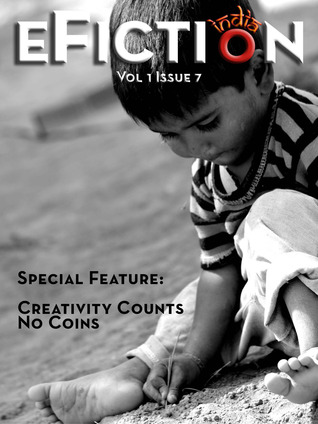 eFICTION
india
VOL 1 ISSUE 7
SPECIAL FEATURE:
CREATIVITY COUNTS
NO COINS